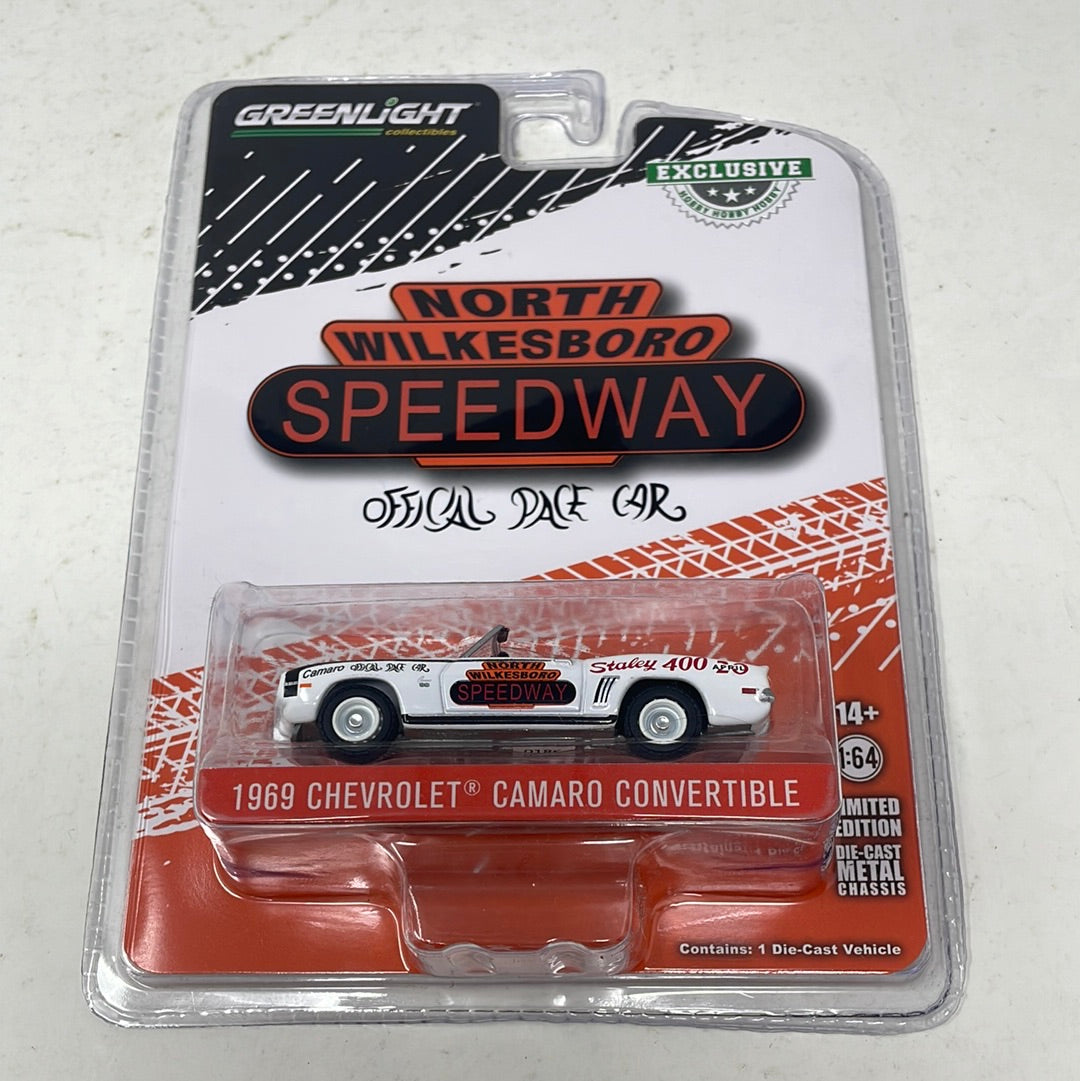 GREENLiGHT
collectibles
EXCLUSIVE
HOBBY HOBBY HOBBY
NORTH
WILKESBORO
SPEEDWAY
OFFICAL PACE CAR
Camaro OFFICAL PACE CAR
NORTH
WILKESBORO
SPEEDWAY
Staley 400
APRIL
1969 CHEVROLET® CAMARO CONVERTIBLE
14+
1:64
LIMITED
EDITION
DIE-CAST
METAL
CHASSIS
Contains: 1 Die-Cast Vehicle